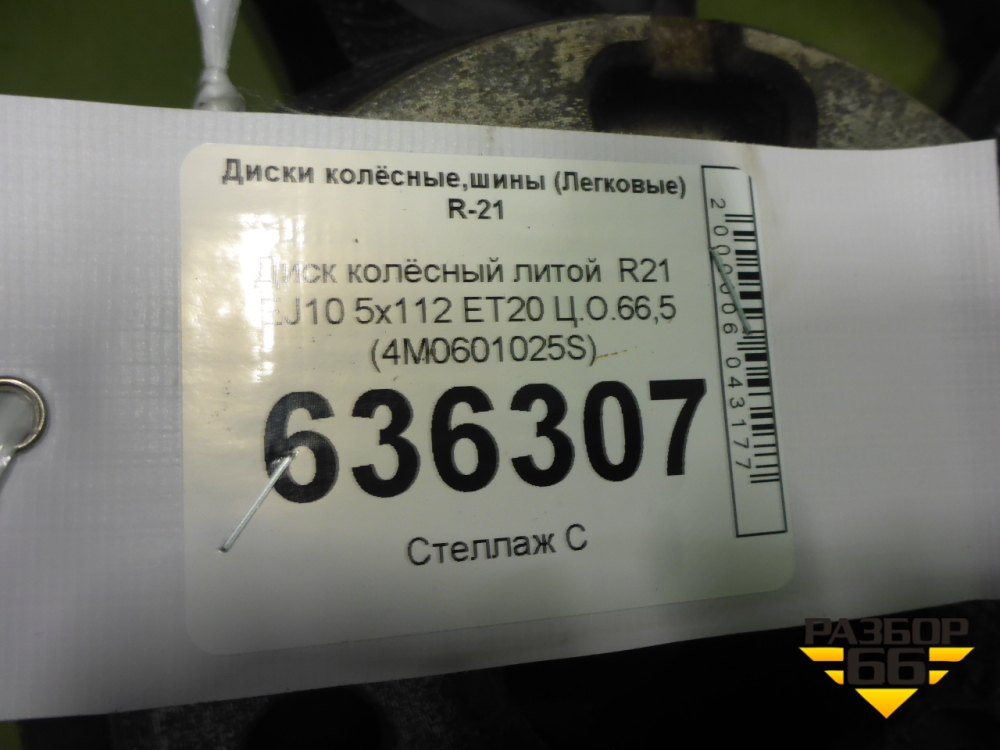 Диски колёсные,шины (Легковые)
R-21
Диск колёсный литой R21
EJ10 5x112 ET20 Ц.О.66,5
(4M0601025S)
636307
Стеллаж С
2000006043177
РАЗБОР
66